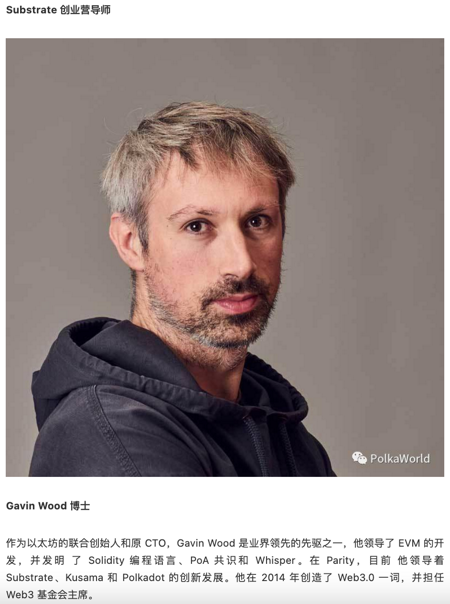 Substrate 创业营导师
PolkaWorld
Gavin Wood 博士
作为以太坊的联合创始人和原 CTO，Gavin Wood 是业界领先的先驱之一，他领导了 EVM 的开
发，并发明 了 Solidity 编程语言、PoA 共识和 Whisper。在 Parity，目前 他领导着
Substrate、Kusama 和 Polkadot 的创新发展。他在 2014 年创造了 Web3.0 一词，并担任
Web3 基金会主席。